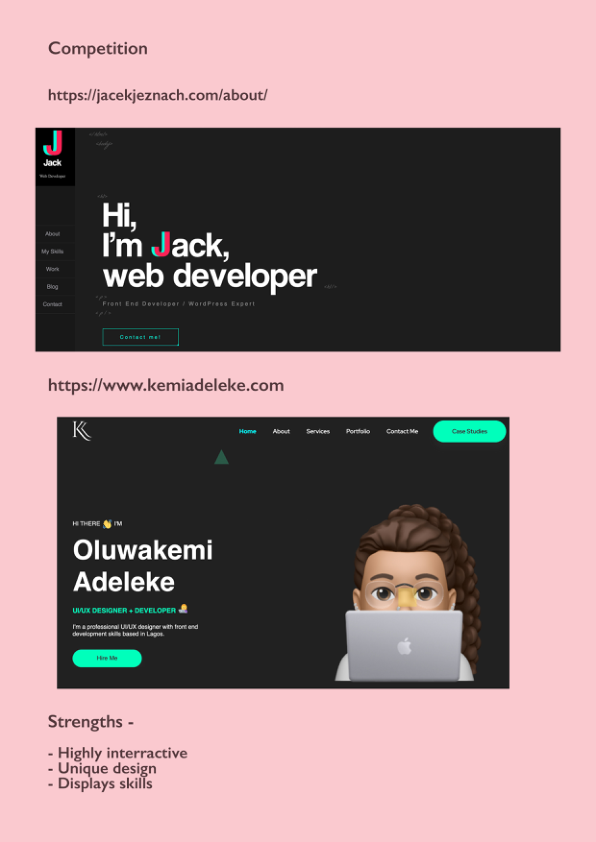 Competition
https://jacekjeznach.com/about/
Jack
Web Developer
About
My Skills
Work
Blog
Contact
Hi,
I'm Jack,
web developer
Front End Developer / WordPress Expert
Contact me!
https://www.kemiadeleke.com
Home About Services Portfolio Contact Me Case Studies
HI THERE 👋 I'M
Oluwakemi
Adeleke
UI/UX DESIGNER + DEVELOPER
I'm a professional UI/UX designer with front end
development skills based in Lagos.
Hire Me
Strengths -
- Highly interractive
- Unique design
- Displays skills